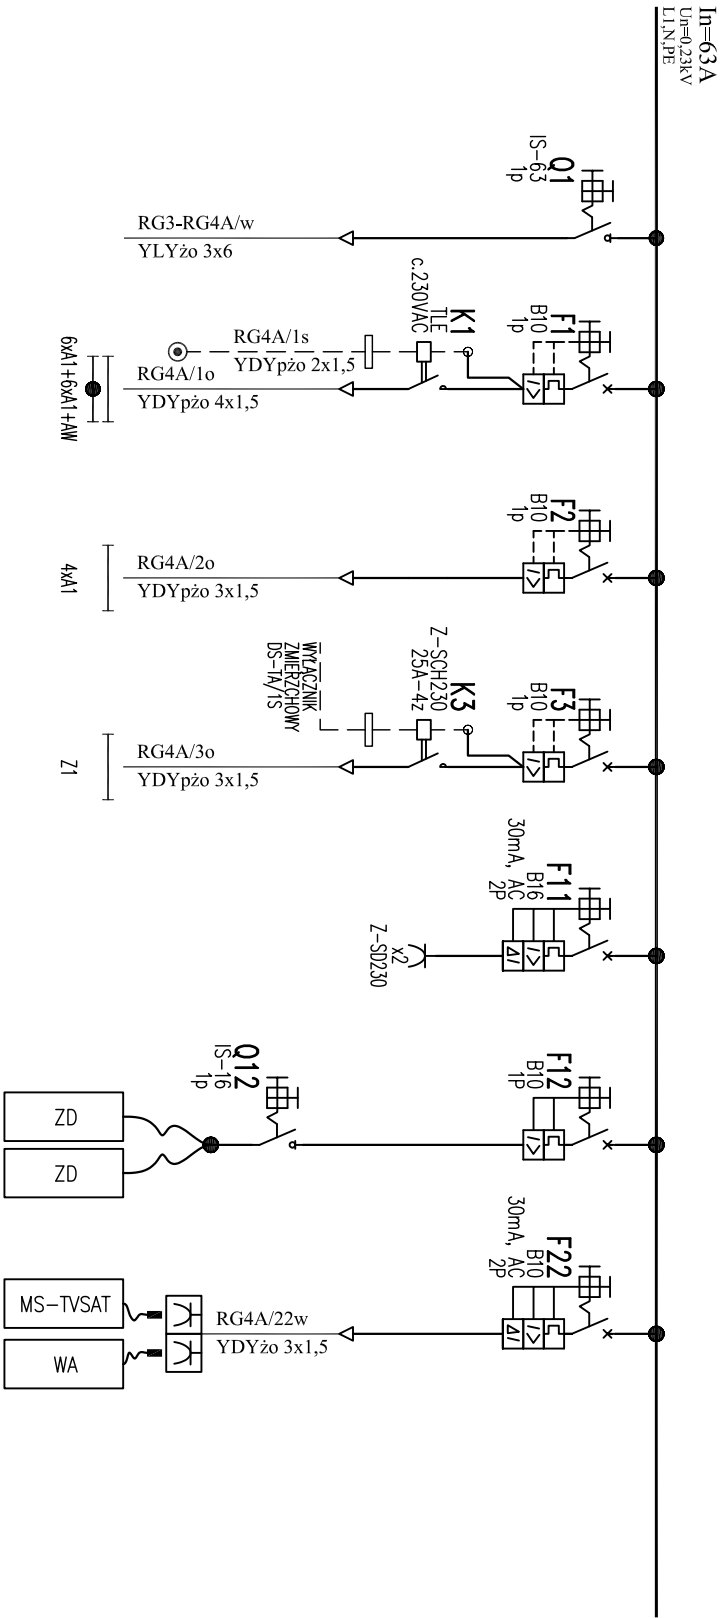 In=63A
Un=0,23kV
L1,N,PE
Q1
IS-63
1p
RG3-RG4A/w
YLYżo 3x6
F1
B10
1p
K1
TLE
c.230VAC
RG4A/1s
YDYpżo 2x1,5
RG4A/1o
YDYpżo 4x1,5
6xA1+6xA1+AW
F2
B10
1p
RG4A/2o
YDYpżo 3x1,5
4xA1
F3
B10
1p
K3
Z-SCH230
25A-4z
WYŁĄCZNIK
ZMIERZCHOWY
DS-TA/1S
RG4A/3o
YDYpżo 3x1,5
Z1
F11
B16
30mA, AC
2P
x2
Z-SD230
F12
B10
1P
Q12
IS-16
1p
ZD
ZD
F22
B10
30mA, AC
2P
RG4A/22w
YDYżo 3x1,5
MS-TVSAT
WA